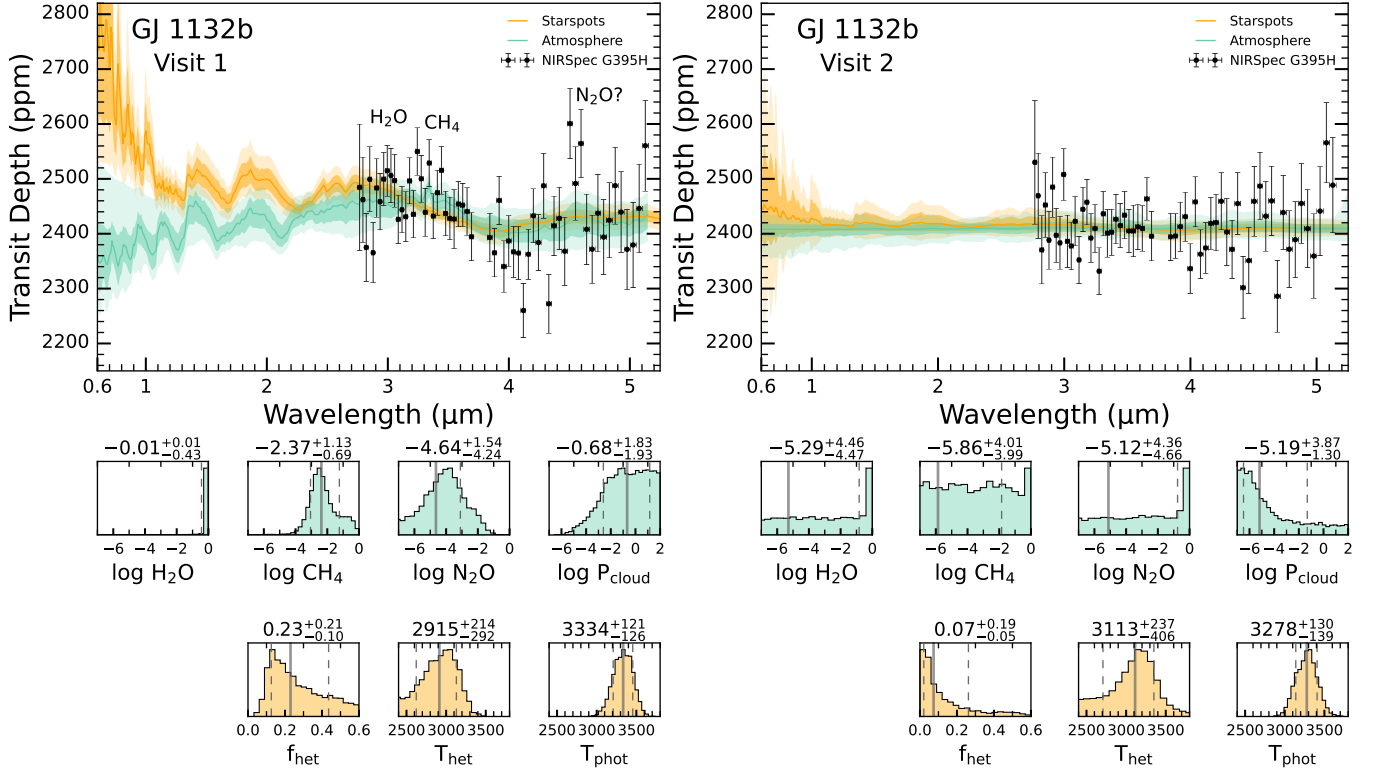 GJ 1132b
Visit 1
Starspots
Atmosphere
NIRSpec G395H
H₂O
CH₄
N₂O?
Transit Depth (ppm)
2800
2700
2600
2500
2400
2300
2200
0.6 1 2 3 4 5
Wavelength (μm)
GJ 1132b
Visit 2
Starspots
Atmosphere
NIRSpec G395H
Transit Depth (ppm)
2800
2700
2600
2500
2400
2300
2200
0.6 1 2 3 4 5
Wavelength (μm)
−0.01 +0.01 −0.43
−6 −4 −2 0
log H₂O
−2.37 +1.13 −0.69
−6 −4 −2 0
log CH₄
−4.64 +1.54 −4.24
−6 −4 −2 0
log N₂O
−0.68 +1.83 −1.93
−6 −4 −2 0 2
log P_cloud
−5.29 +4.46 −4.47
−6 −4 −2 0
log H₂O
−5.86 +4.01 −3.99
−6 −4 −2 0
log CH₄
−5.12 +4.36 −4.66
−6 −4 −2 0
log N₂O
−5.19 +3.87 −1.30
−6 −4 −2 0 2
log P_cloud
0.23 +0.21 −0.10
0.0 0.2 0.4 0.6
f_het
2915 +214 −292
2500 3000 3500
T_het
3334 +121 −126
2500 3000 3500
T_phot
0.07 +0.19 −0.05
0.0 0.2 0.4 0.6
f_het
3113 +237 −406
2500 3000 3500
T_het
3278 +130 −139
2500 3000 3500
T_phot